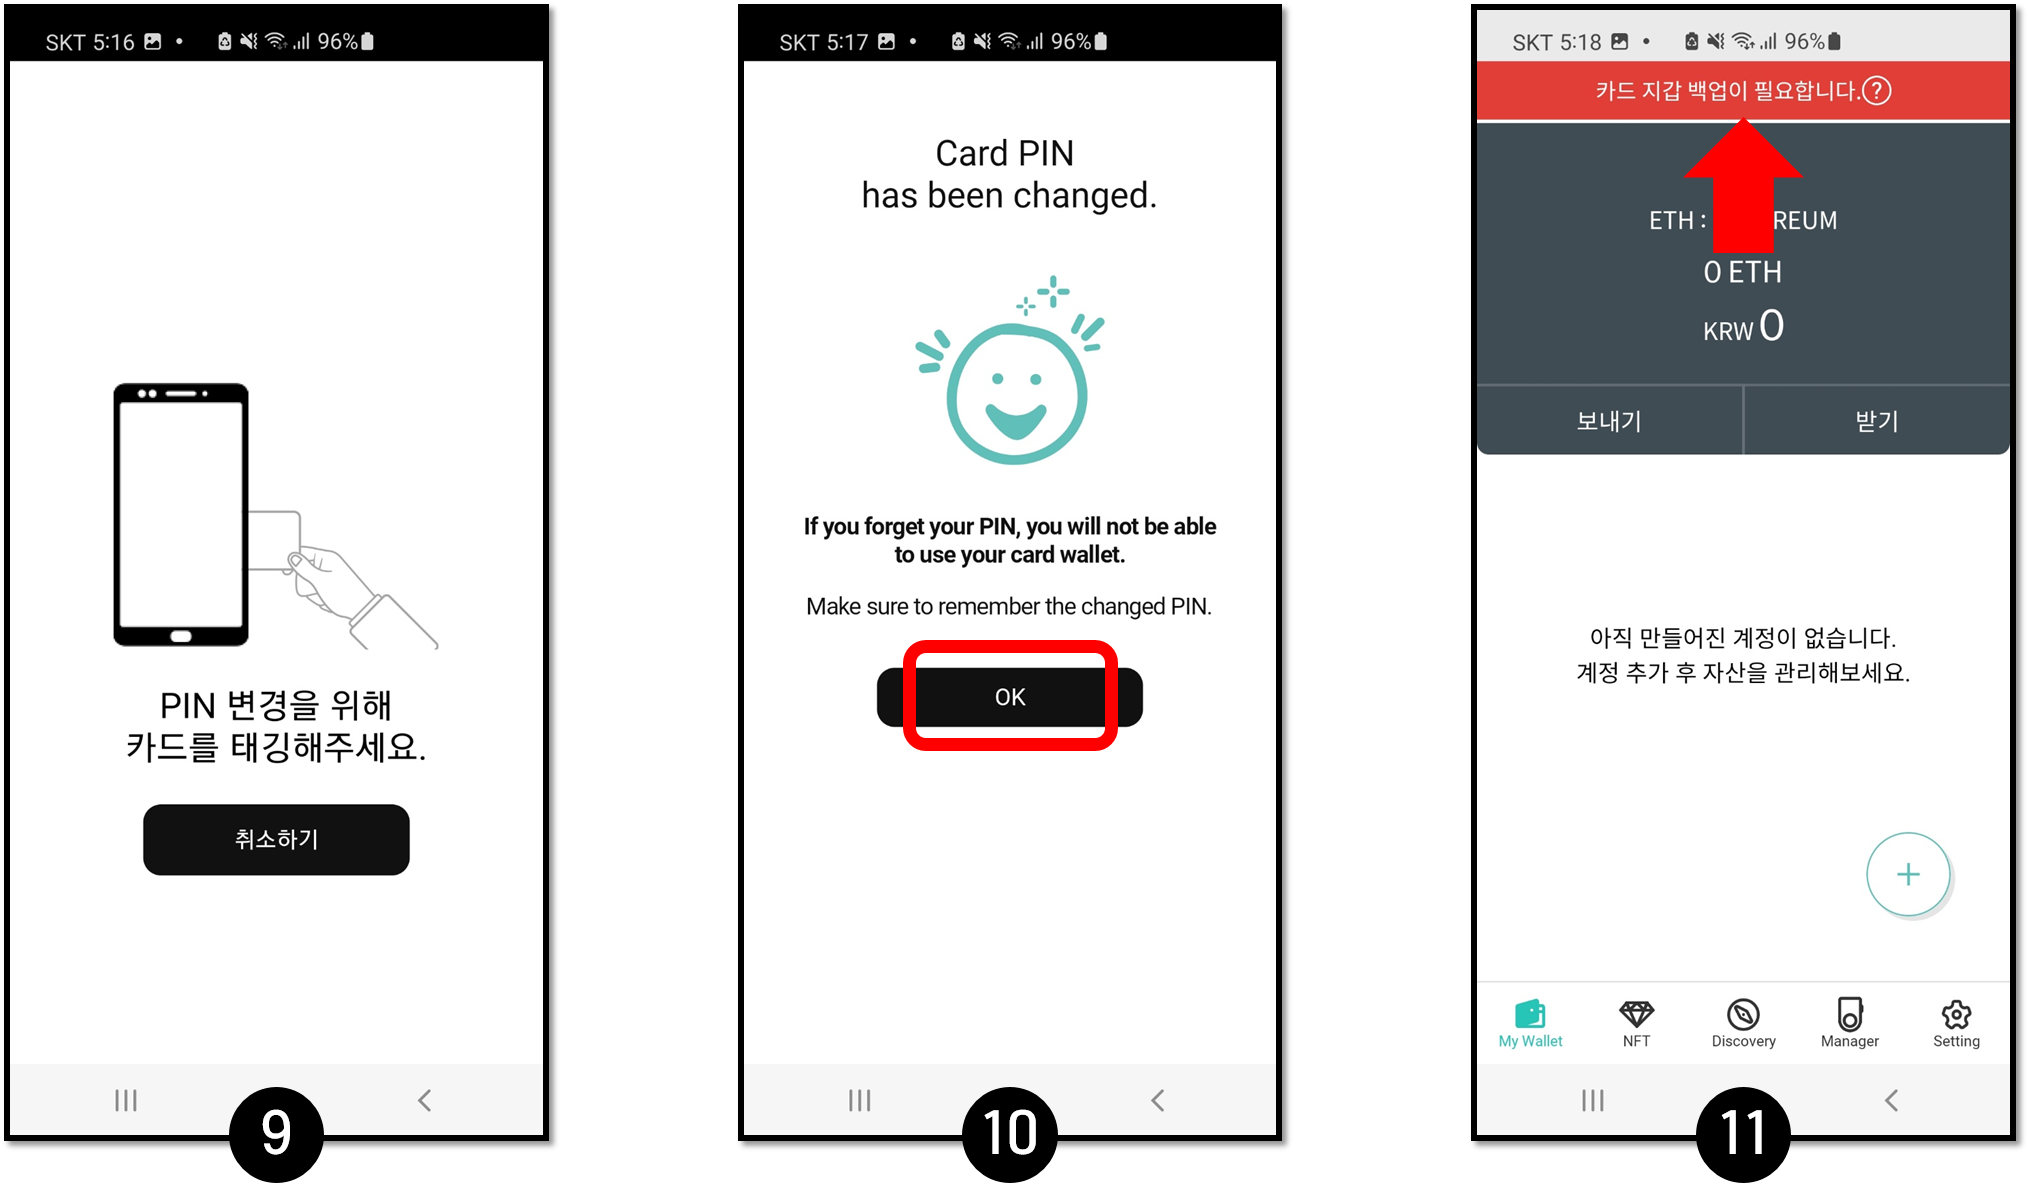 SKT 5:16
96%
PIN 변경을 위해
카드를 태깅해주세요.
취소하기
9
SKT 5:17
96%
Card PIN
has been changed.
If you forget your PIN, you will not be able
to use your card wallet.
Make sure to remember the changed PIN.
OK
10
SKT 5:18
96%
카드 지갑 백업이 필요합니다.?
ETH : REUM
0 ETH
KRW 0
보내기
받기
아직 만들어진 계정이 없습니다.
계정 추가 후 자산을 관리해보세요.
+
My Wallet
NFT
Discovery
Manager
Setting
11